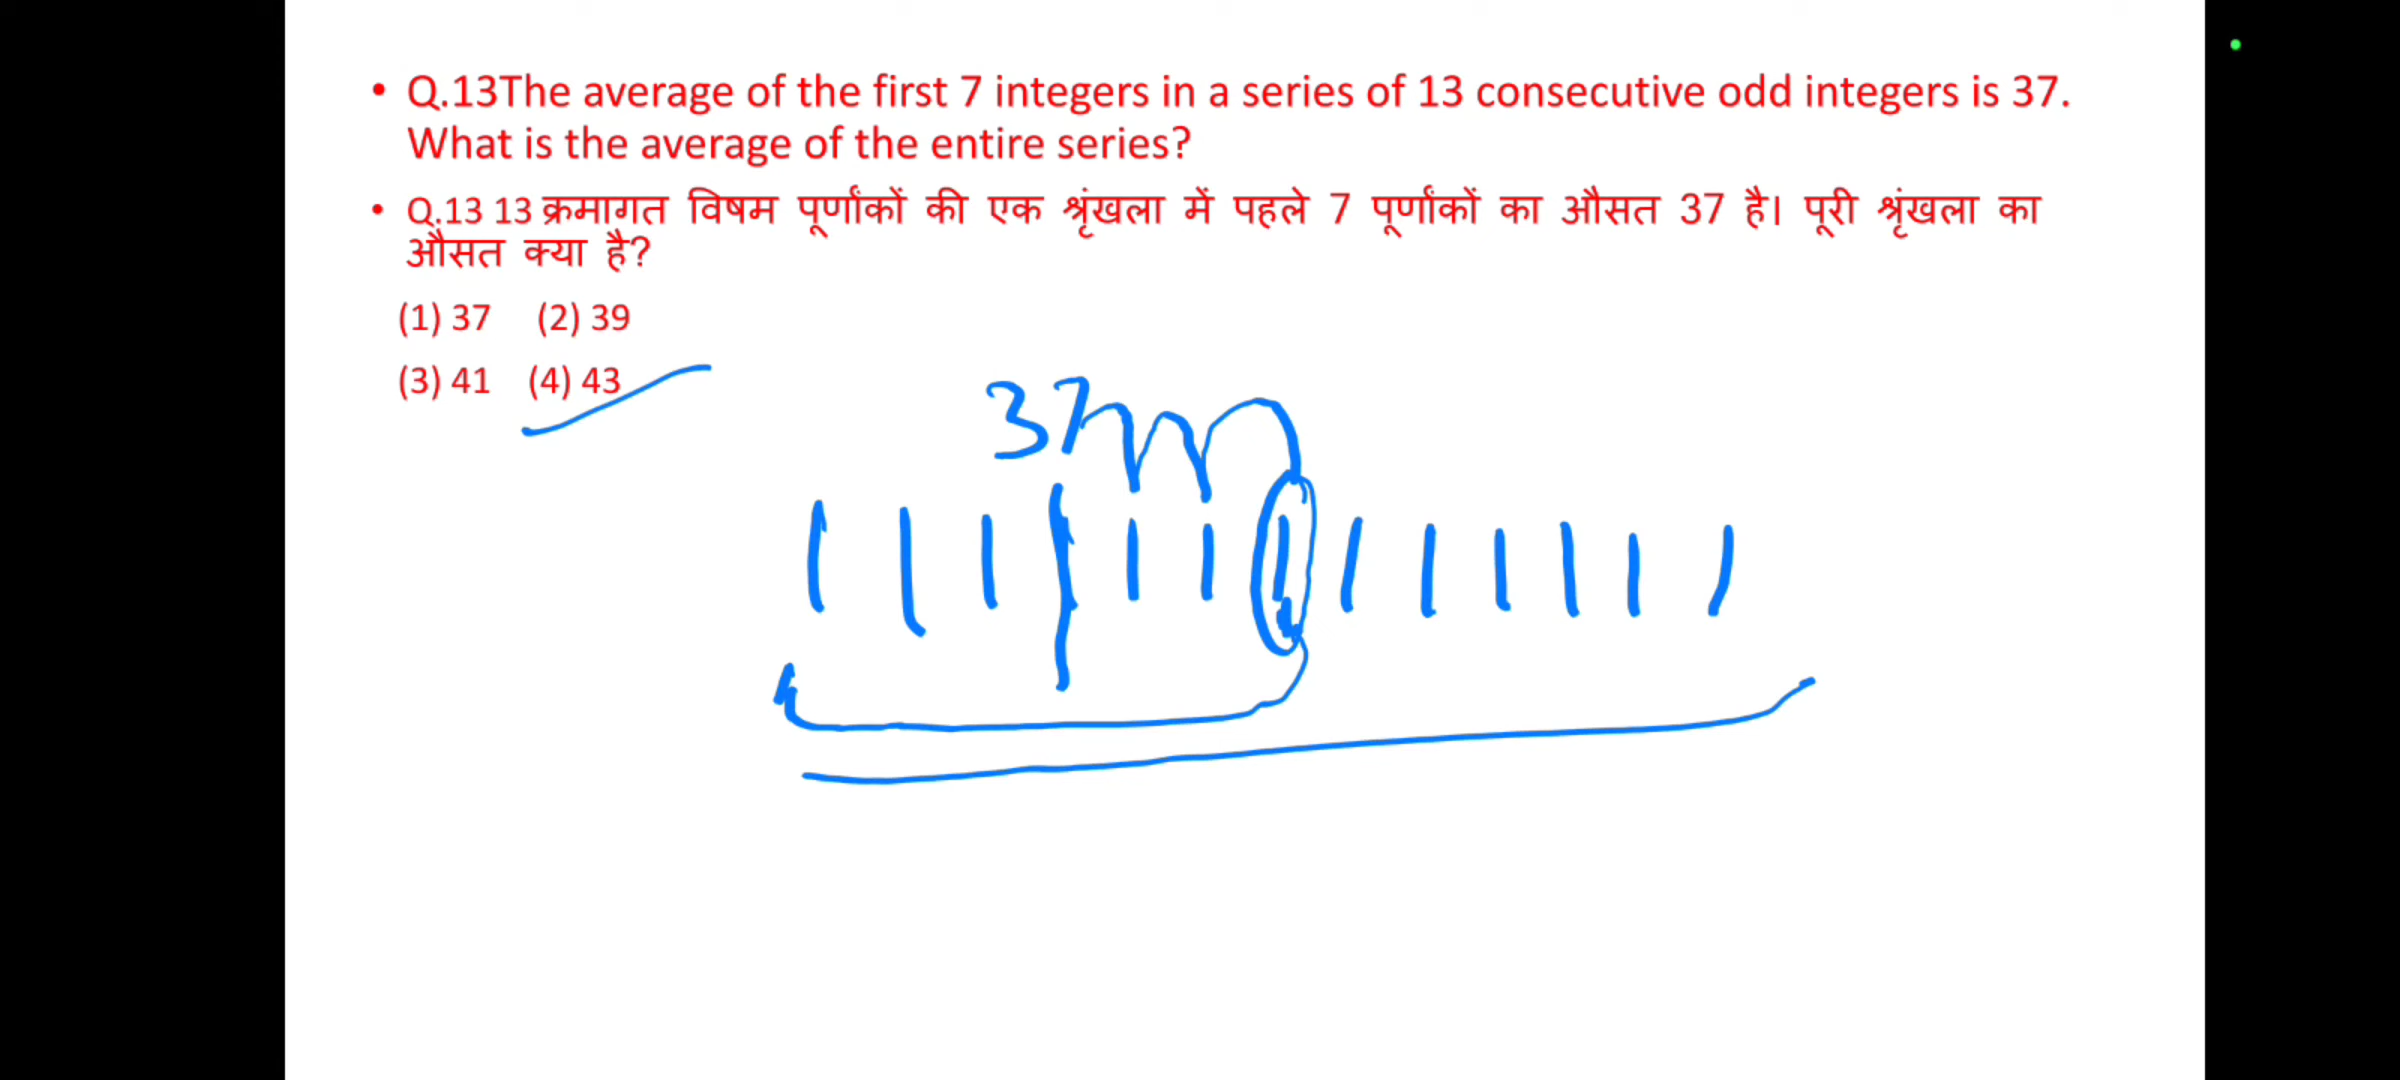 • Q.13The average of the first 7 integers in a series of 13 consecutive odd integers is 37.
What is the average of the entire series?
• Q.13 13 क्रमागत विषम पूर्णांकों की एक श्रृंखला में पहले 7 पूर्णांकों का औसत 37 है। पूरी श्रृंखला का
औसत क्या है?
(1) 37 (2) 39
(3) 41 (4) 43
37